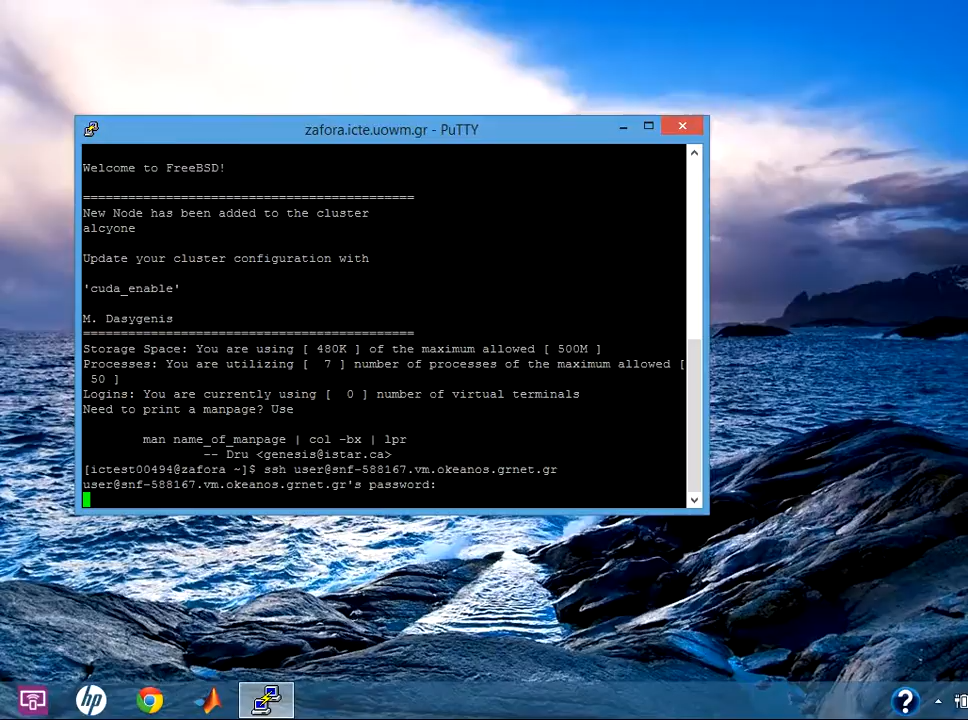 zafora.icte.uowm.gr - PuTTY
Welcome to FreeBSD!
============================================
New Node has been added to the cluster
alcyone
Update your cluster configuration with
'cuda_enable'
M. Dasygenis
============================================
Storage Space: You are using [ 480K ] of the maximum allowed [ 500M ]
Processes: You are utilizing [  7 ] number of processes of the maximum allowed [
 50 ]
Logins: You are currently using [  0 ] number of virtual terminals
Need to print a manpage? Use
man name_of_manpage | col -bx | lpr
-- Dru <genesis@istar.ca>
[ictest00494@zafora ~]$ ssh user@snf-588167.vm.okeanos.grnet.gr
user@snf-588167.vm.okeanos.grnet.gr's password:
hp
?